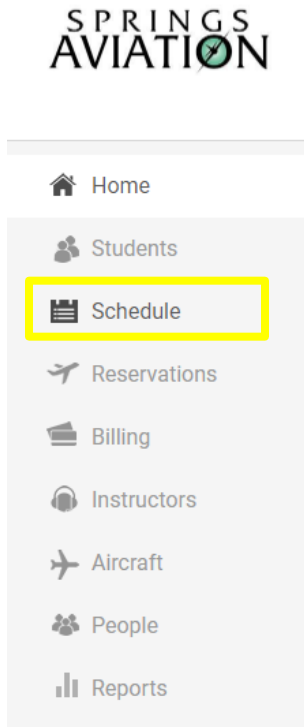 SPRINGS
AVIATION
Home
Students
Schedule
Reservations
Billing
Instructors
Aircraft
People
Reports